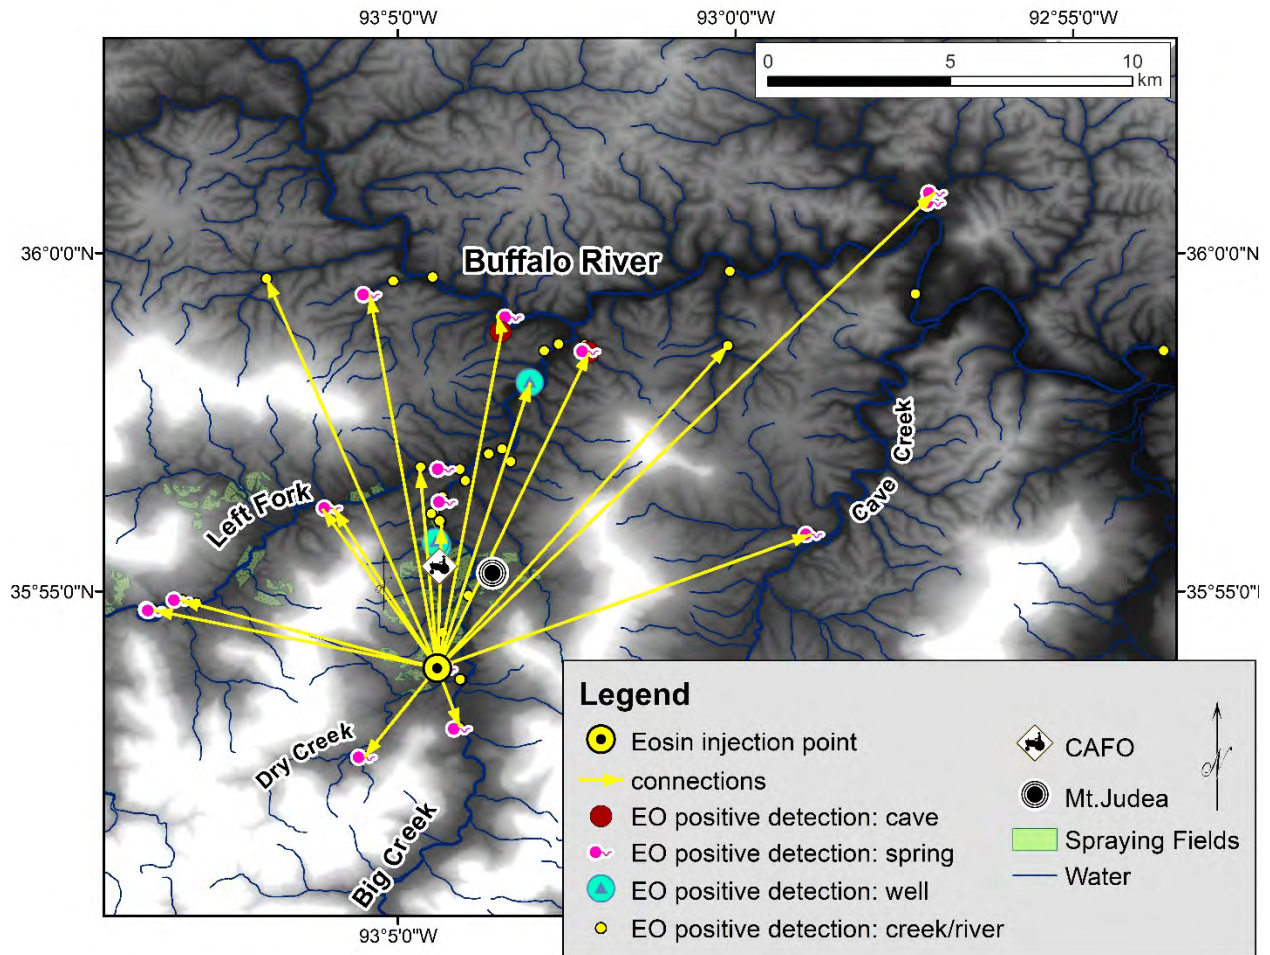 93°5'0"W 93°0'0"W 92°55'0"W
0 5 10
km
36°0'0"N 36°0'0"N
Buffalo River
Creek
Cave
Left Fork
35°55'0"N 35°55'0"N
Dry Creek
Big Creek
Legend
Eosin injection point
connections
EO positive detection: cave
EO positive detection: spring
EO positive detection: well
EO positive detection: creek/river
CAFO
Mt.Judea
Spraying Fields
Water
N
93°5'0"W 93°0'0"W